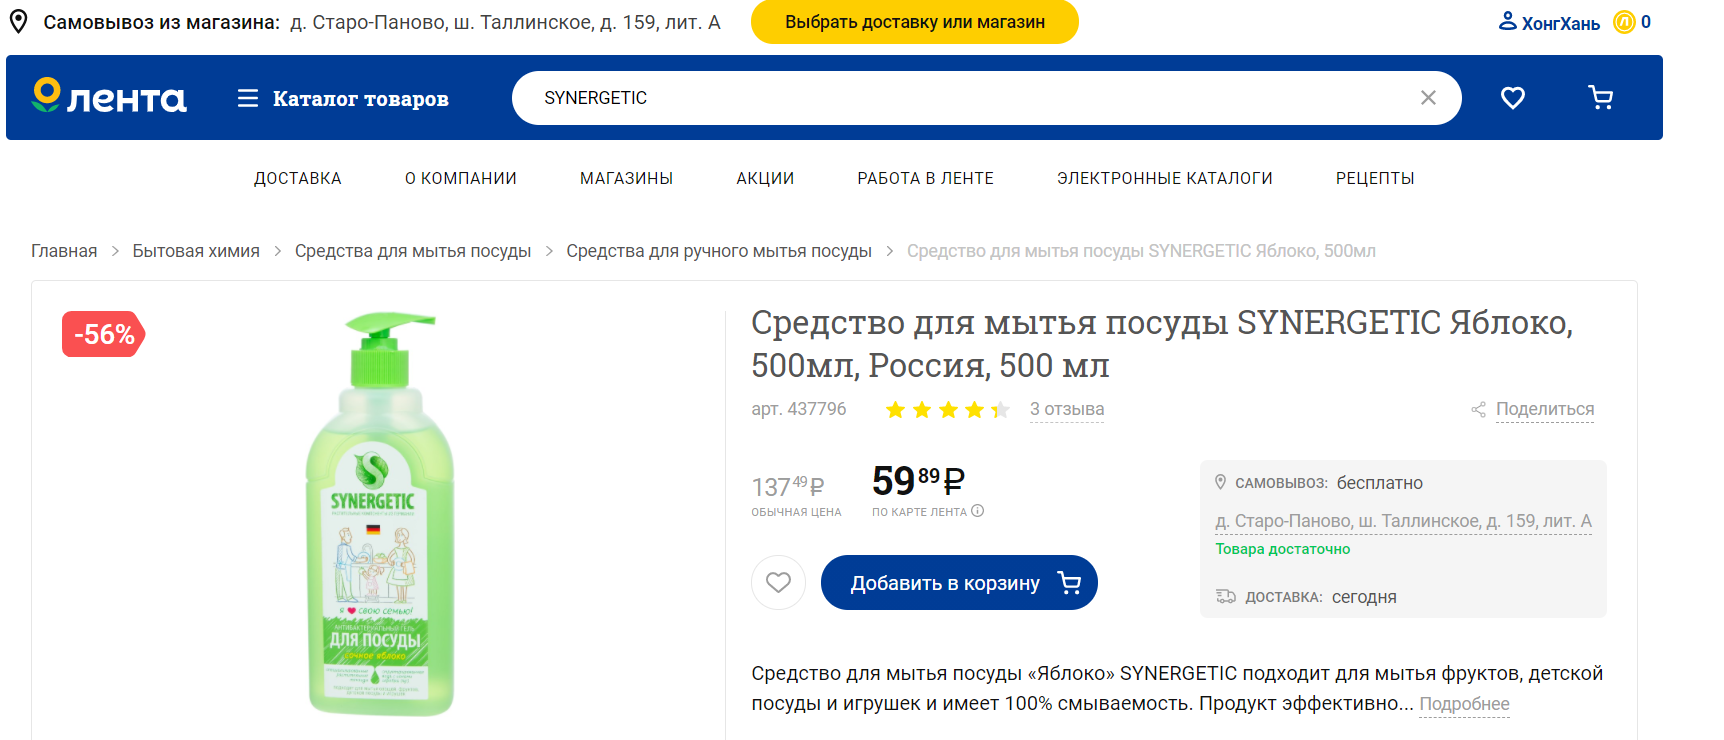 Самовывоз из магазина: д. Старо-Паново, ш. Таллинское, д. 159, лит. А
Выбрать доставку или магазин
ХонгХань
0
лента
Каталог товаров
SYNERGETIC
ДОСТАВКА
О КОМПАНИИ
МАГАЗИНЫ
АКЦИИ
РАБОТА В ЛЕНТЕ
ЭЛЕКТРОННЫЕ КАТАЛОГИ
РЕЦЕПТЫ
Главная > Бытовая химия > Средства для мытья посуды > Средства для ручного мытья посуды > Средство для мытья посуды SYNERGETIC Яблоко, 500мл
-56%
SYNERGETIC
Я ❤ СВОЮ СЕМЬЮ!
АНТИБАКТЕРИАЛЬНЫЙ ГЕЛЬ
ДЛЯ ПОСУДЫ
сочное яблоко
Средство для мытья посуды SYNERGETIC Яблоко,
500мл, Россия, 500 мл
арт. 437796
3 отзыва
Поделиться
137 49 ₽
ОБЫЧНАЯ ЦЕНА
59 89 ₽
ПО КАРТЕ ЛЕНТА
Добавить в корзину
САМОВЫВОЗ: бесплатно
д. Старо-Паново, ш. Таллинское, д. 159, лит. А
Товара достаточно
ДОСТАВКА: сегодня
Средство для мытья посуды «Яблоко» SYNERGETIC подходит для мытья фруктов, детской
посуды и игрушек и имеет 100% смываемость. Продукт эффективно... Подробнее